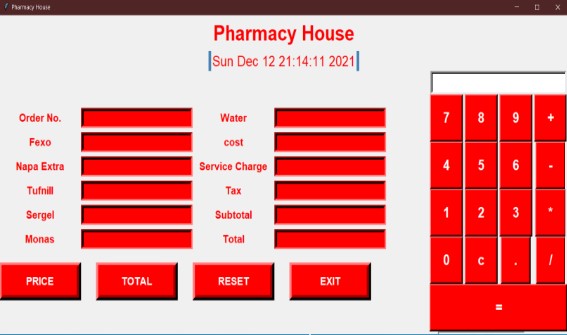 Pharmacy House
Pharmacy House
Sun Dec 12 21:14:11 2021
Order No. Water
Fexo cost
Napa Extra Service Charge
Tufnill Tax
Sergel Subtotal
Monas Total
PRICE TOTAL RESET EXIT
7 8 9 +
4 5 6 -
1 2 3 *
0 c . /
=